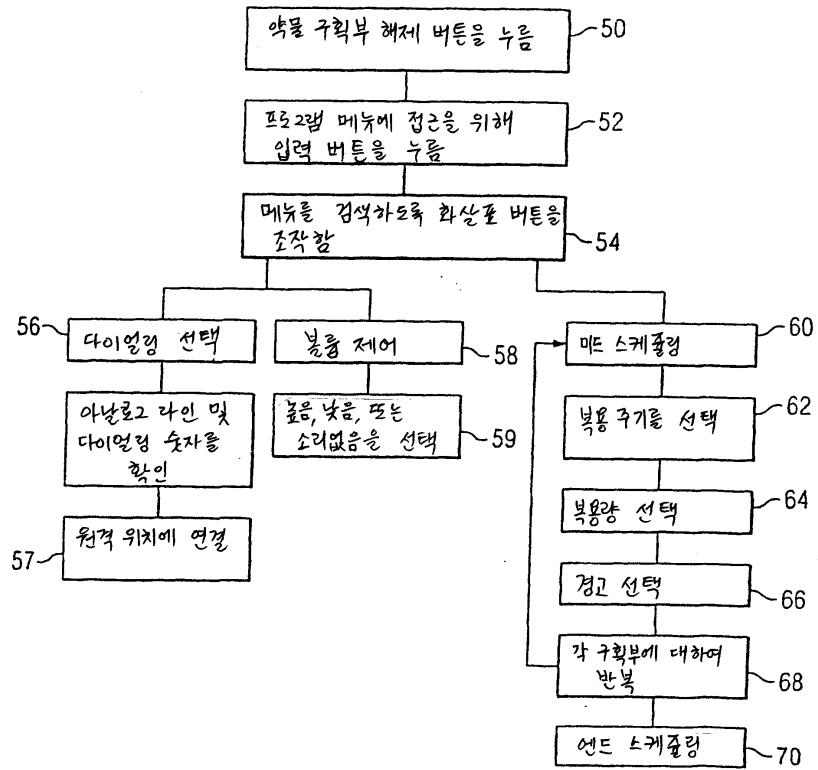 약물 구획부 해제 버튼을 누름
50
프로그램 메뉴에 접근을 위해
입력 버튼을 누름
52
메뉴를 검색하도록 화살표 버튼을
조작함
54
56
다이얼링 선택
볼륨 제어
58
미드 스케쥴링
60
아날로그 라인 및
다이얼링 숫자를
확인
높음, 낮음, 또는
소리없음을 선택
59
복용 주기를 선택
62
원격 위치에 연결
57
복용량 선택
64
경고 선택
66
각 구획부에 대하여
반복
68
엔드 스케쥴링
70